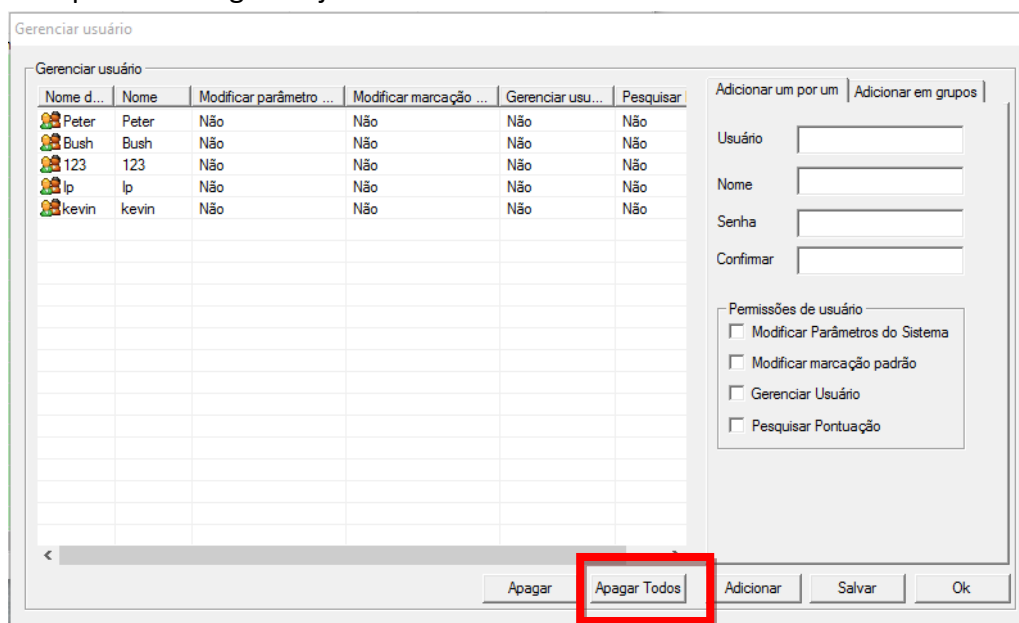 Gerenciar usuário
Gerenciar usuário
Nome d... Nome Modificar parâmetro ... Modificar marcação ... Gerenciar usu... Pesquisar
Peter Peter Não Não Não Não
Bush Bush Não Não Não Não
123 123 Não Não Não Não
lp lp Não Não Não Não
kevin kevin Não Não Não Não
Adicionar um por um Adicionar em grupos
Usuário
Nome
Senha
Confirmar
Permissões de usuário
Modificar Parâmetros do Sistema
Modificar marcação padrão
Gerenciar Usuário
Pesquisar Pontuação
Apagar Apagar Todos Adicionar Salvar Ok